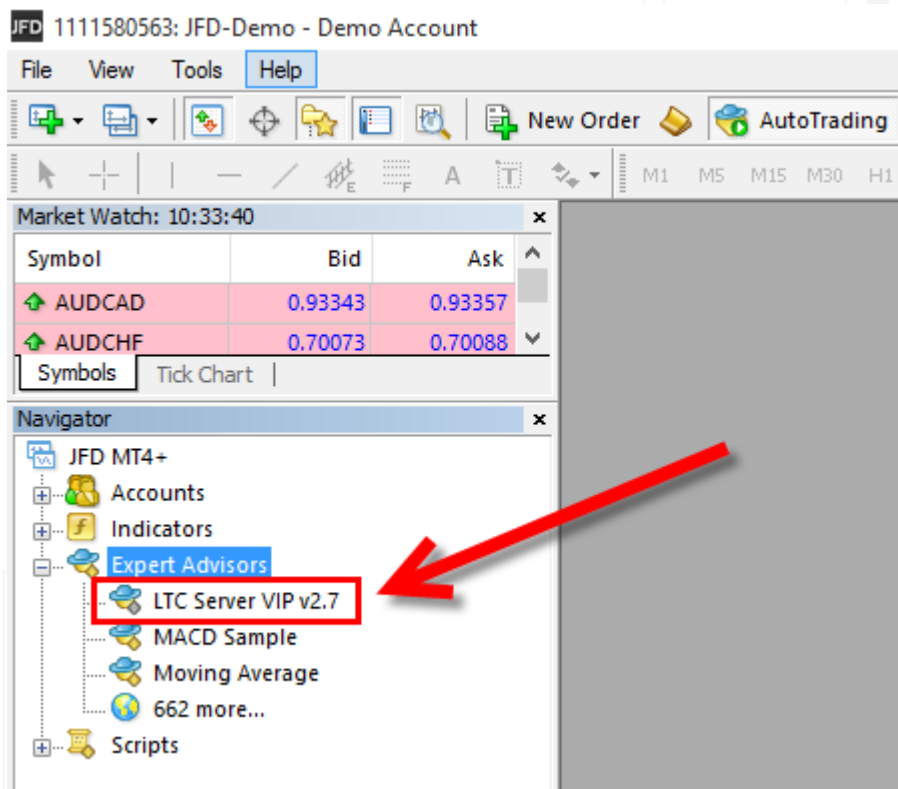 JFD 1111580563: JFD-Demo - Demo Account
File View Tools Help
New Order AutoTrading
E F A T M1 M5 M15 M30 H1
Market Watch: 10:33:40
Symbol Bid Ask
AUDCAD 0.93343 0.93357
AUDCHF 0.70073 0.70088
Symbols Tick Chart
Navigator
JFD MT4+
Accounts
f Indicators
Expert Advisors
LTC Server VIP v2.7
MACD Sample
Moving Average
662 more...
Scripts